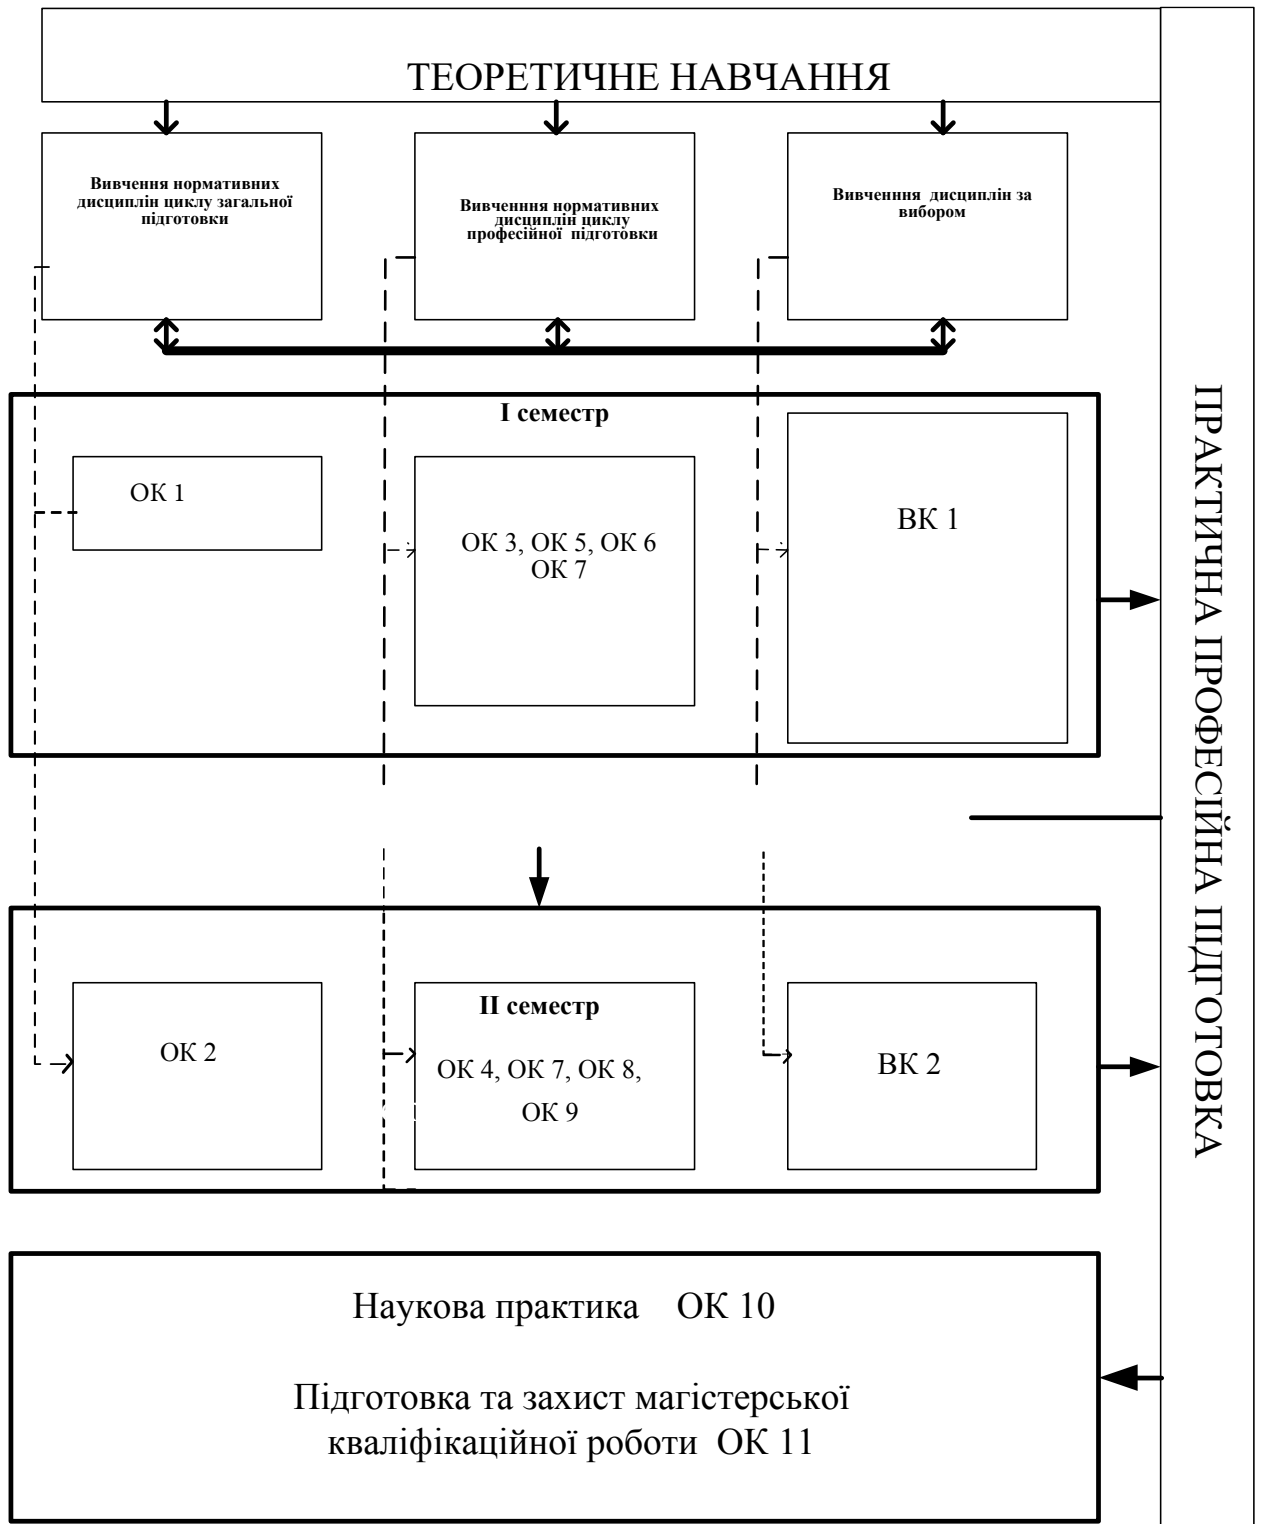 ТЕОРЕТИЧНЕ НАВЧАННЯ
Вивчення нормативних
дисциплін циклу загальної
підготовки
Вивченння нормативних
дисциплін циклу
професійної підготовки
Вивченння дисциплін за
вибором
І семестр
ОК 1
ОК 3, ОК 5, ОК 6
ОК 7
ВК 1
ІІ семестр
ОК 2
ОК 4, ОК 7, ОК 8,
ОК 9
ВК 2
Наукова практика ОК 10
Підготовка та захист магістерської
кваліфікаційної роботи ОК 11
ПРАКТИЧНА ПРОФЕСІЙНА ПІДГОТОВКА